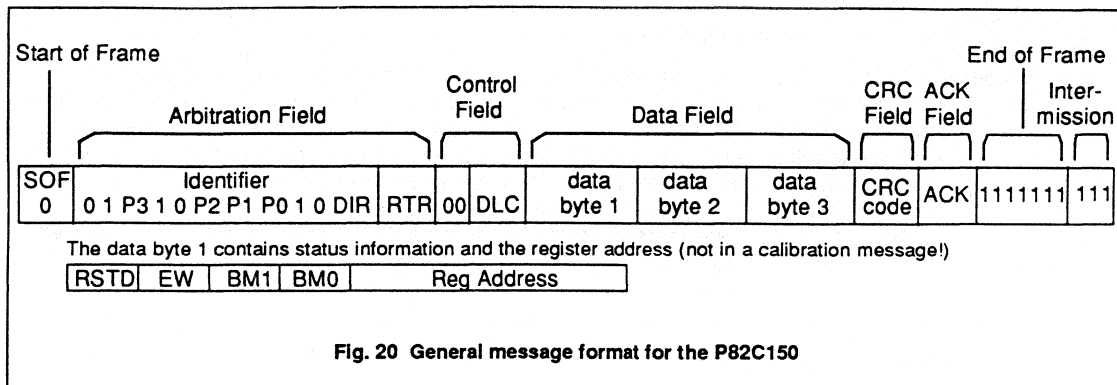 Start of Frame
End of Frame
Control Field
CRC Field
ACK Field
Inter-mission
Arbitration Field
Data Field
SOF 0
Identifier
0 1 P3 1 0 P2 P1 P0 1 0 DIR
RTR
00
DLC
data byte 1
data byte 2
data byte 3
CRC code
ACK
1111111
111
The data byte 1 contains status information and the register address (not in a calibration message!)
RSTD EW BM1 BM0 Reg Address
Fig. 20 General message format for the P82C150